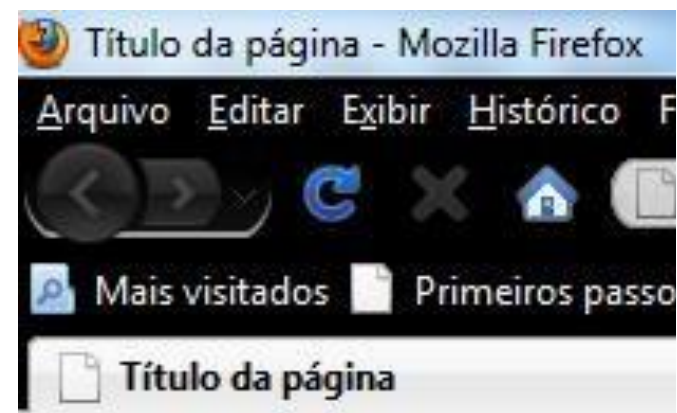 Título da página - Mozilla Firefox
Arquivo Editar Exibir Histórico F
Mais visitados Primeiros passo
Título da página